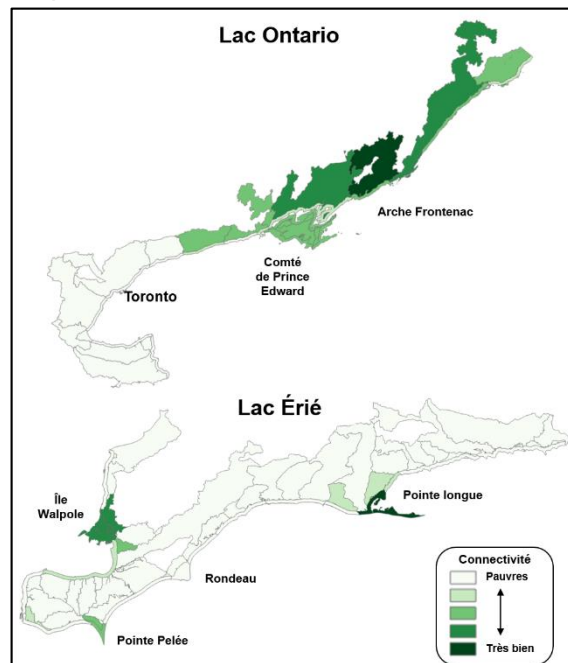 Lac Ontario
Arche Frontenac
Comté
de Prince
Edward
Toronto
Lac Érié
Île
Walpole
Pointe longue
Rondeau
Pointe Pelée
Connectivité
Pauvres
Très bien